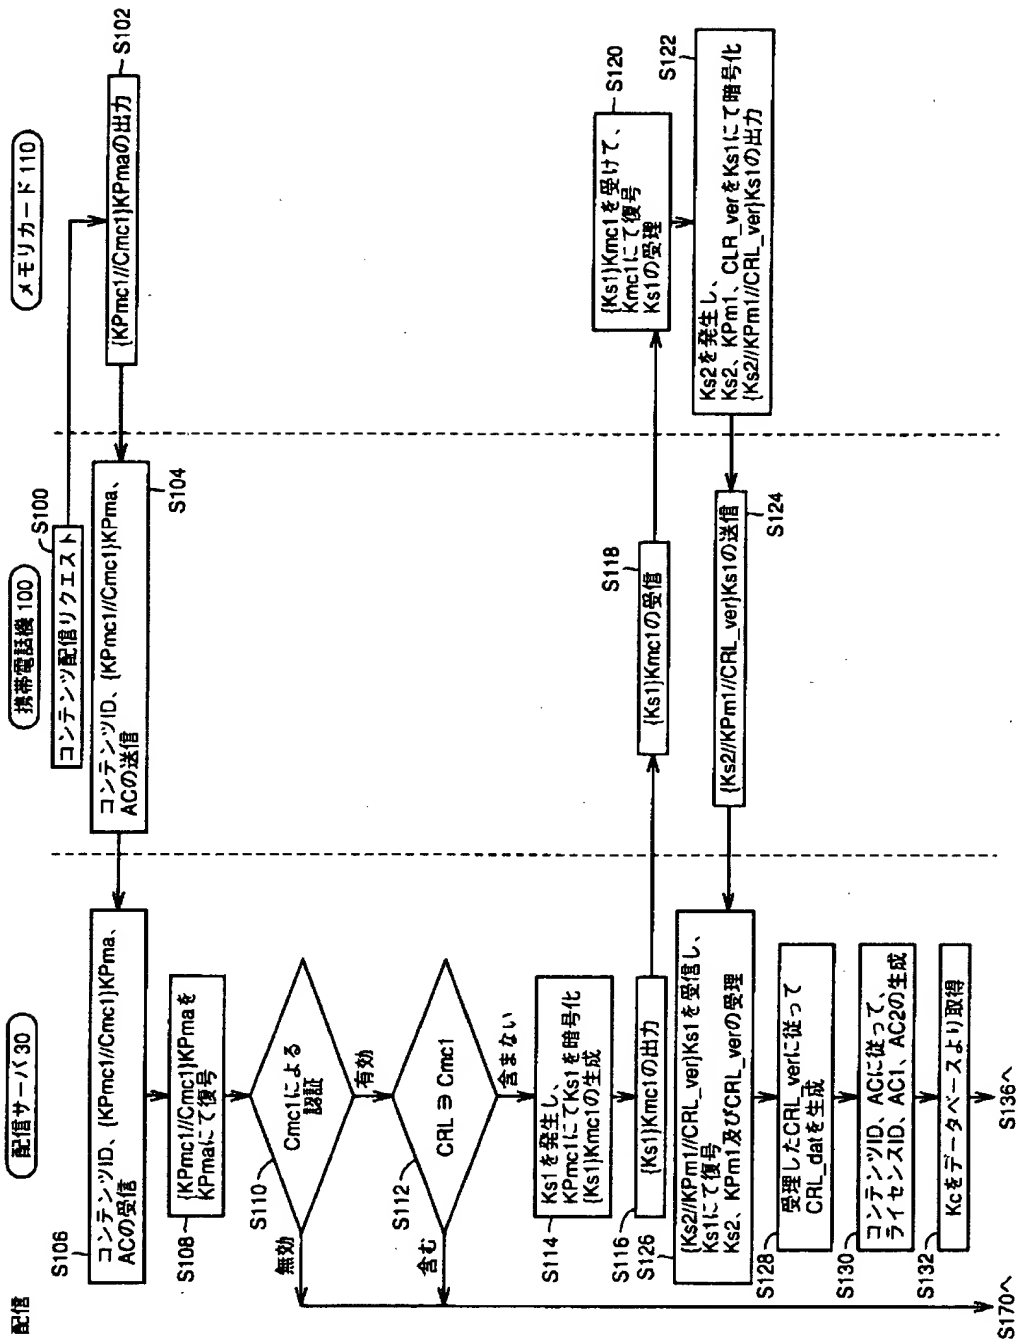 配信
配信サーバ 30
携帯電話機 100
メモリカード 110
コンテンツ配信リクエスト
S100
{KPmc1//Cmc1}KPmaの出力
S102
コンテンツID、{KPmc1//Cmc1}KPma、
ACの送信
S104
コンテンツID、{KPmc1//Cmc1}KPma、
ACの受信
S106
{KPmc1//Cmc1}KPmaを
KPmaにて復号
S108
Cmc1による
認証
S110
無効
有効
CRL∋Cmc1
S112
含む
含まない
Ks1を発生し、
KPmc1にてKs1を暗号化
{Ks1}Kmc1の生成
S114
{Ks1}Kmc1の出力
S116
{Ks1}Kmc1の受信
S118
{Ks1}Kmc1を受けて、
Kmc1にて復号
Ks1の受理
S120
Ks2を発生し、
Ks2、KPm1、CLR_verをKs1にて暗号化
{Ks2//KPm1//CRL_ver}Ks1の出力
S122
{Ks2//KPm1//CRL_ver}Ks1の送信
S124
{Ks2//KPm1//CRL_ver}Ks1を受信し、
Ks1にて復号
Ks2、KPm1及びCRL_verの受理
S126
受理したCRL_verに従って
CRL_datを生成
S128
コンテンツID、ACに従って、
ライセンスID、AC1、AC2の生成
S130
Kcをデータベースより取得
S132
S136へ
S170へ